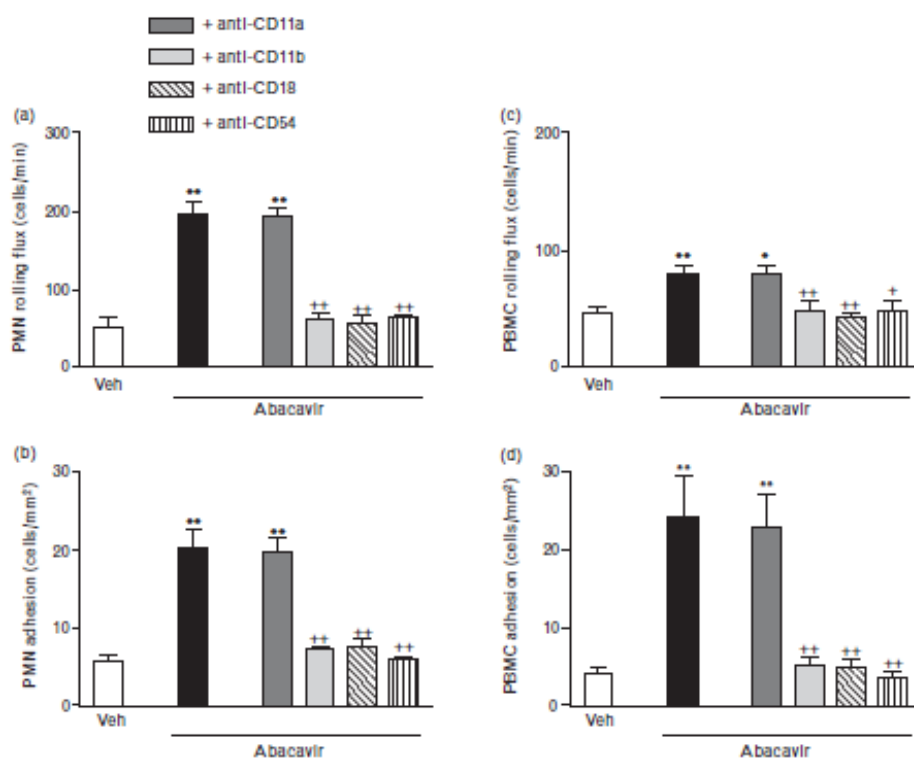 + anti-CD11a
+ anti-CD11b
+ anti-CD18
+ anti-CD54
(a)
300
200
100
0
PMN rolling flux (cells/min)
**
**
++
++
++
Veh
Abacavir
(c)
200
100
0
PBMC rolling flux (cells/min)
**
*
++
++
+
Veh
Abacavir
(b)
30
20
10
0
PMN adhesion (cells/mm²)
**
**
++
++
++
Veh
Abacavir
(d)
30
20
10
0
PBMC adhesion (cells/mm²)
**
**
++
++
++
Veh
Abacavir